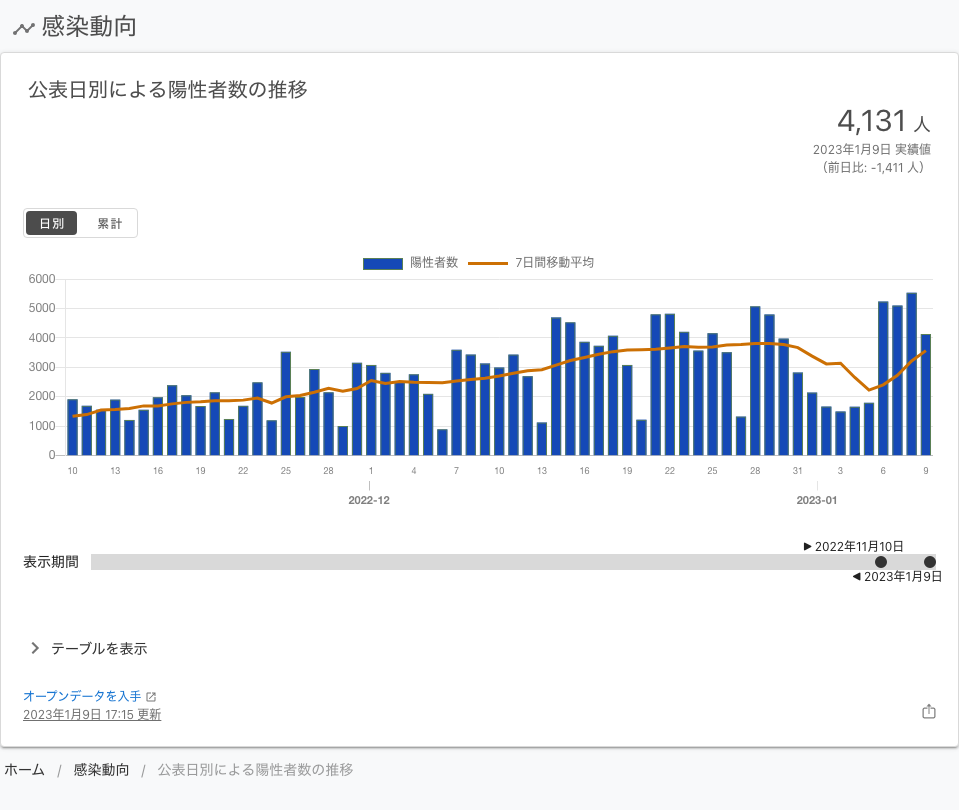 感染動向
公表日別による陽性者数の推移
4,131 人
2023年1月9日 実績値
（前日比: -1,411 人）
日別 累計
陽性者数 7日間移動平均
6000
5000
4000
3000
2000
1000
0
10 13 16 19 22 25 28 1 4 7 10 13 16 19 22 25 28 31 3 6 9
2022-12 2023-01
2022年11月10日
表示期間
2023年1月9日
テーブルを表示
オープンデータを入手
2023年1月9日 17:15 更新
ホーム / 感染動向 / 公表日別による陽性者数の推移